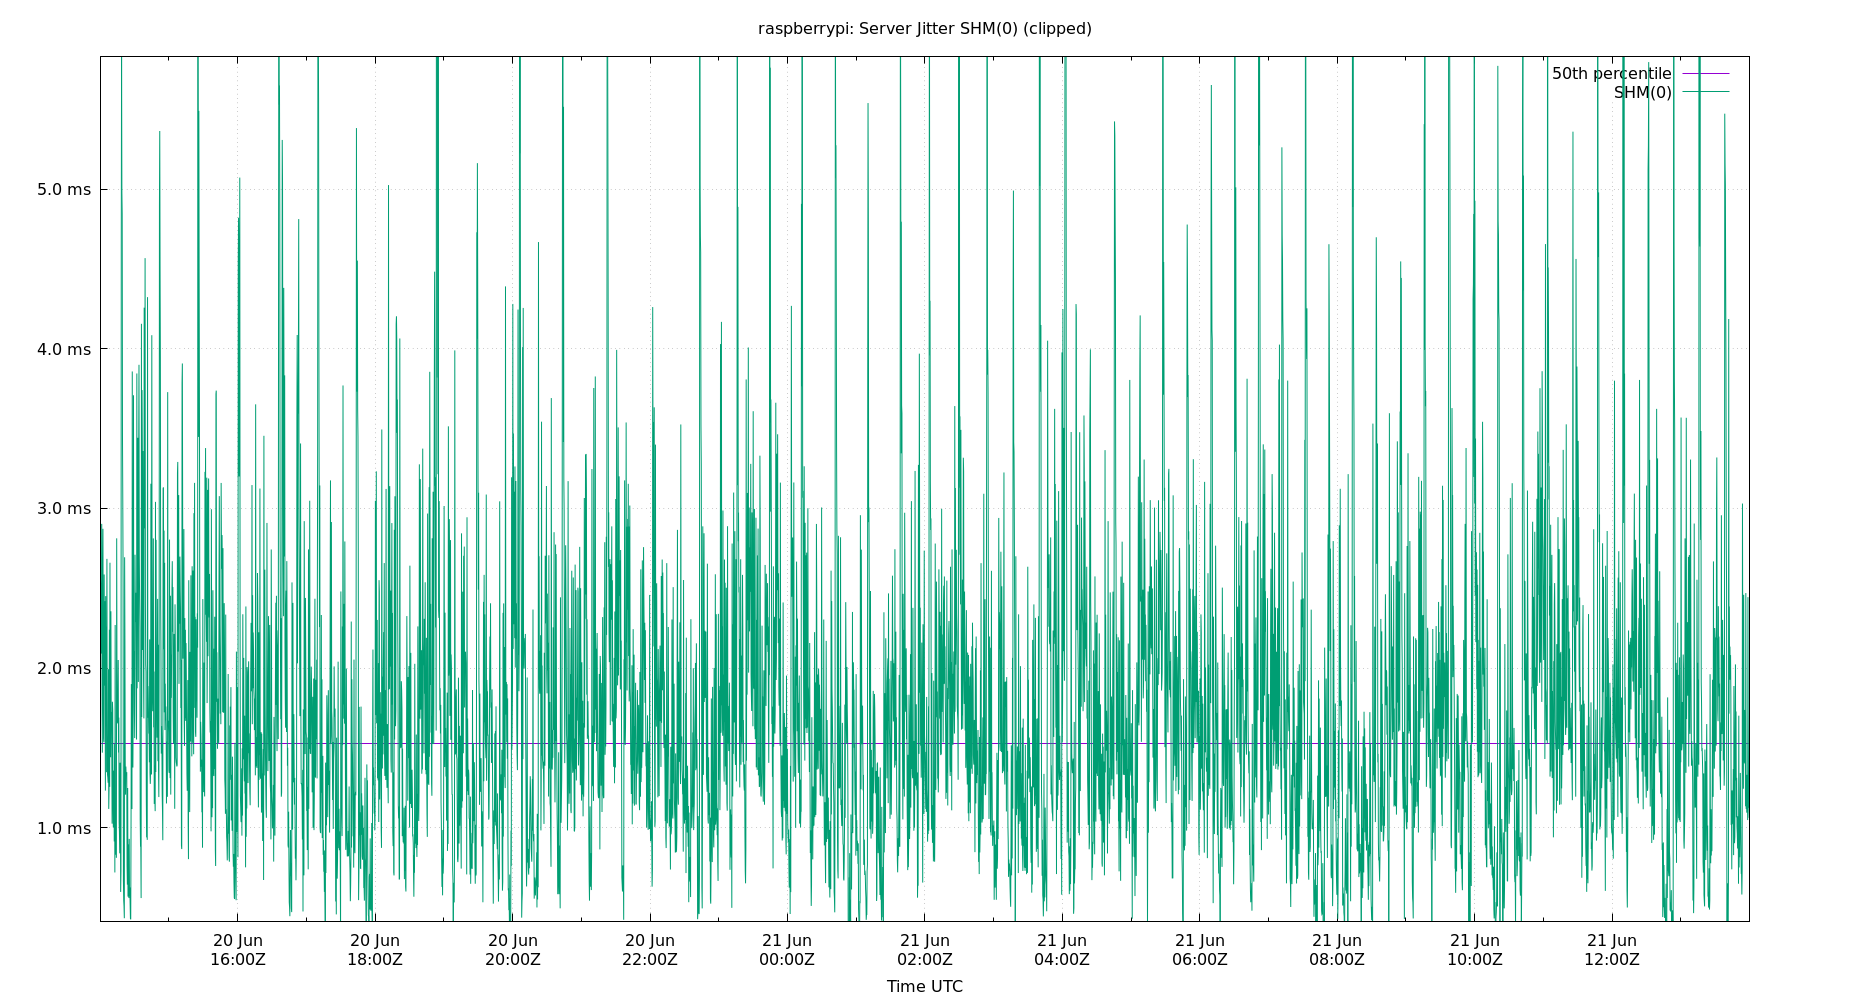 raspberrypi: Server Jitter SHM(0) (clipped)
50th percentile
SHM(0)
5.0 ms
4.0 ms
3.0 ms
2.0 ms
1.0 ms
20 Jun 20 Jun 20 Jun 20 Jun 21 Jun 21 Jun 21 Jun 21 Jun 21 Jun 21 Jun 21 Jun
16:00Z 18:00Z 20:00Z 22:00Z 00:00Z 02:00Z 04:00Z 06:00Z 08:00Z 10:00Z 12:00Z
Time UTC